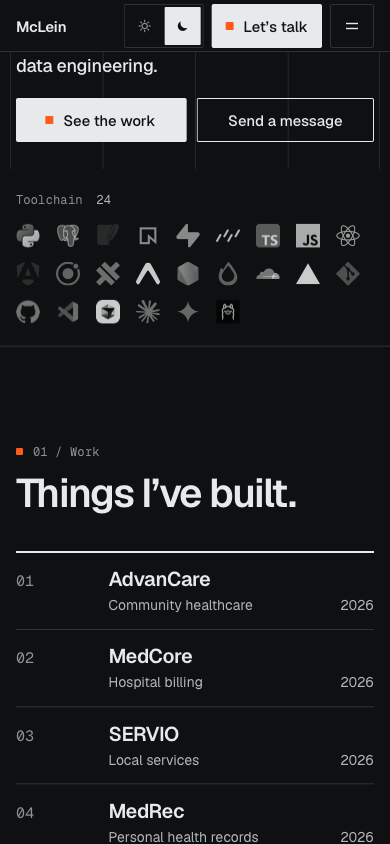 McLein
Let’s talk
data engineering.
See the work
Send a message
Toolchain 24
TS
JS
01 / Work
Things I’ve built.
01 AdvanCare
Community healthcare 2026
02 MedCore
Hospital billing 2026
03 SERVIO
Local services 2026
04 MedRec
Personal health records 2026